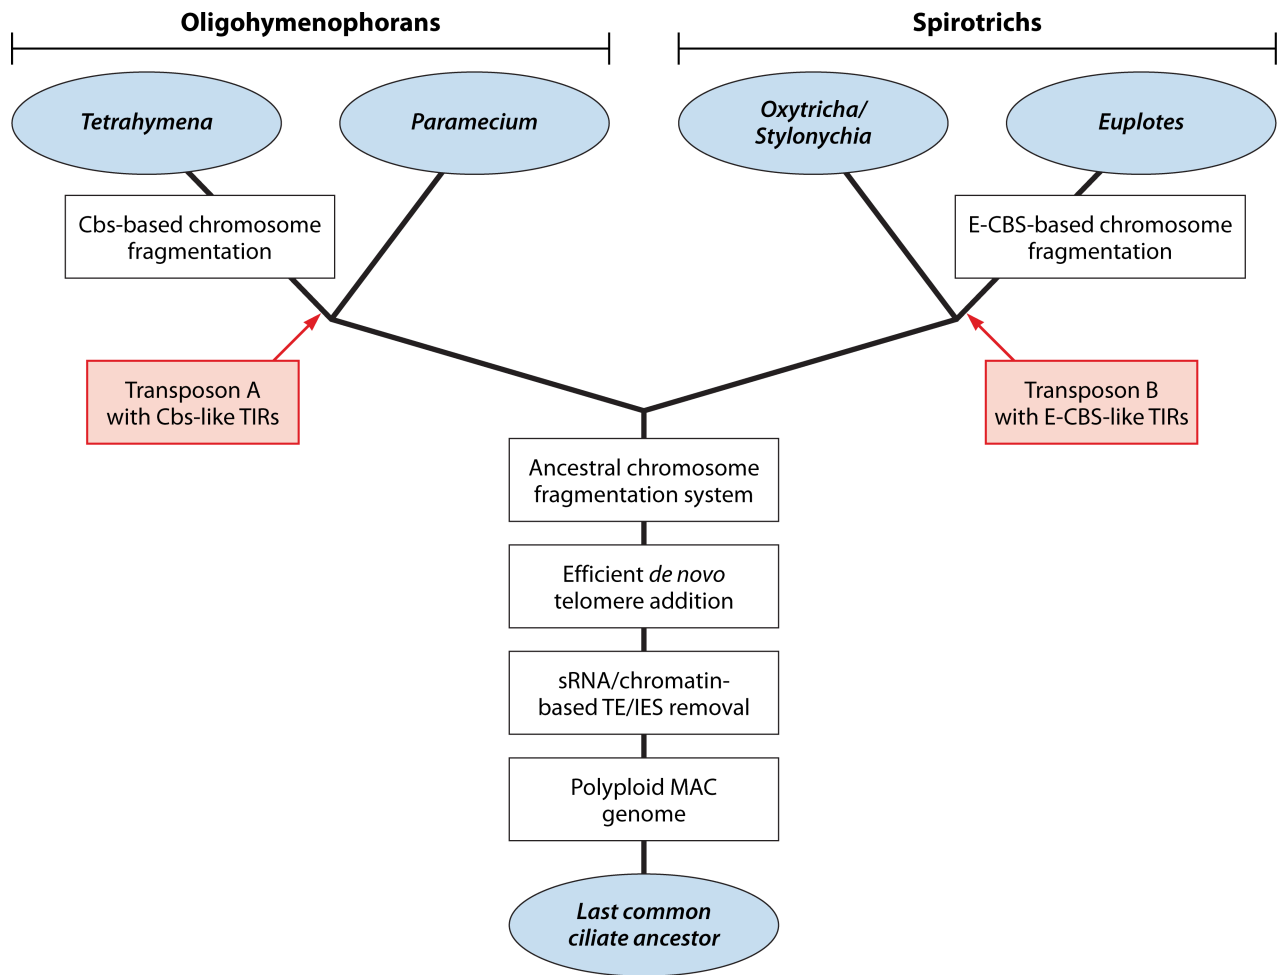 Oligohymenophorans
Spirotrichs
Tetrahymena
Paramecium
Oxytricha/
Stylonychia
Euplotes
Cbs-based chromosome
fragmentation
E-CBS-based chromosome
fragmentation
Transposon A
with Cbs-like TIRs
Transposon B
with E-CBS-like TIRs
Ancestral chromosome
fragmentation system
Efficient de novo
telomere addition
sRNA/chromatin-
based TE/IES removal
Polyploid MAC
genome
Last common
ciliate ancestor